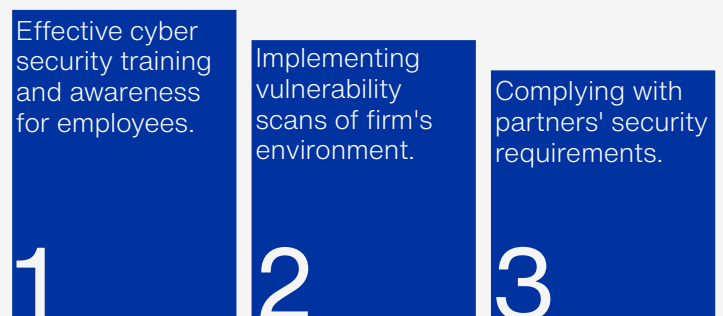 Effective cyber
security training
and awareness
for employees.
1
Implementing
vulnerability
scans of firm's
environment.
2
Complying with
partners' security
requirements.
3